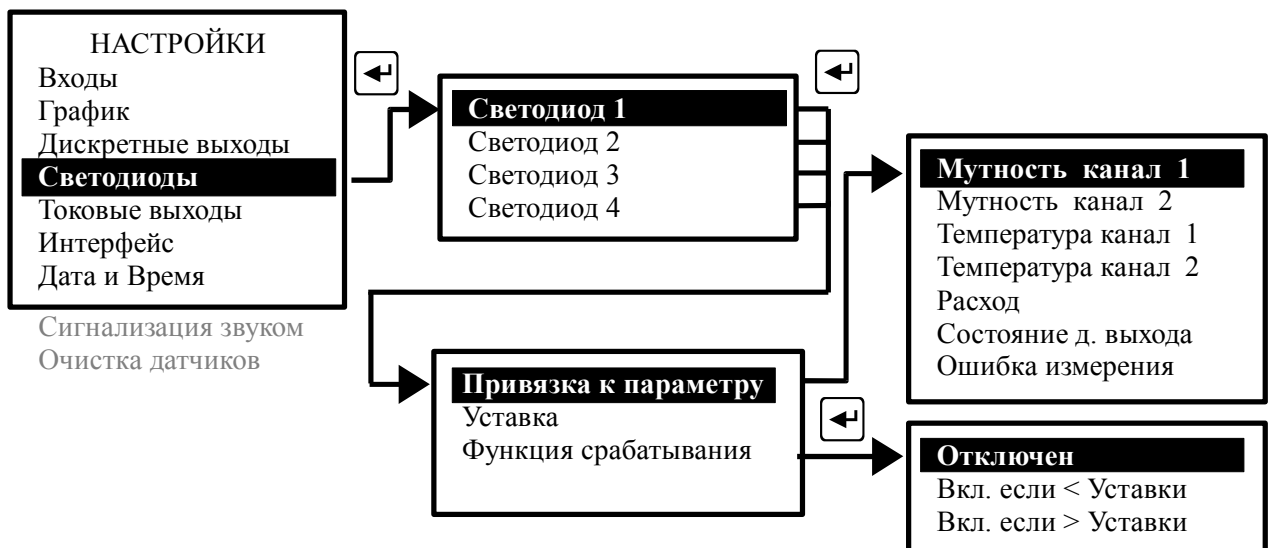 НАСТРОЙКИ
Входы
График
Дискретные выходы
Светодиоды
Токовые выходы
Интерфейс
Дата и Время
Сигнализация звуком
Очистка датчиков
Светодиод 1
Светодиод 2
Светодиод 3
Светодиод 4
Привязка к параметру
Уставка
Функция срабатывания
Мутность канал 1
Мутность канал 2
Температура канал 1
Температура канал 2
Расход
Состояние д. выхода
Ошибка измерения
Отключен
Вкл. если < Уставки
Вкл. если > Уставки